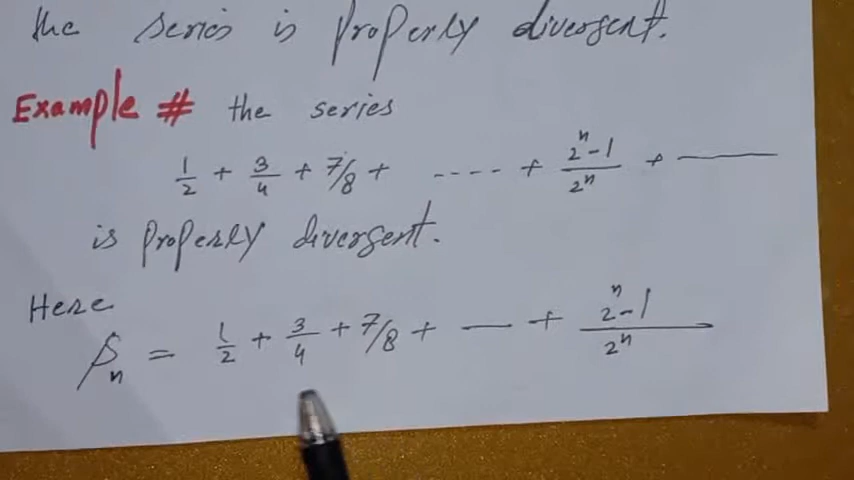 the series is properly divergent.
Example # the series
1/2 + 3/4 + 7/8 + ---- + 2^n-1/2^n + —
is properly divergent.
Here
S_n = 1/2 + 3/4 + 7/8 + — + 2^n-1/2^n